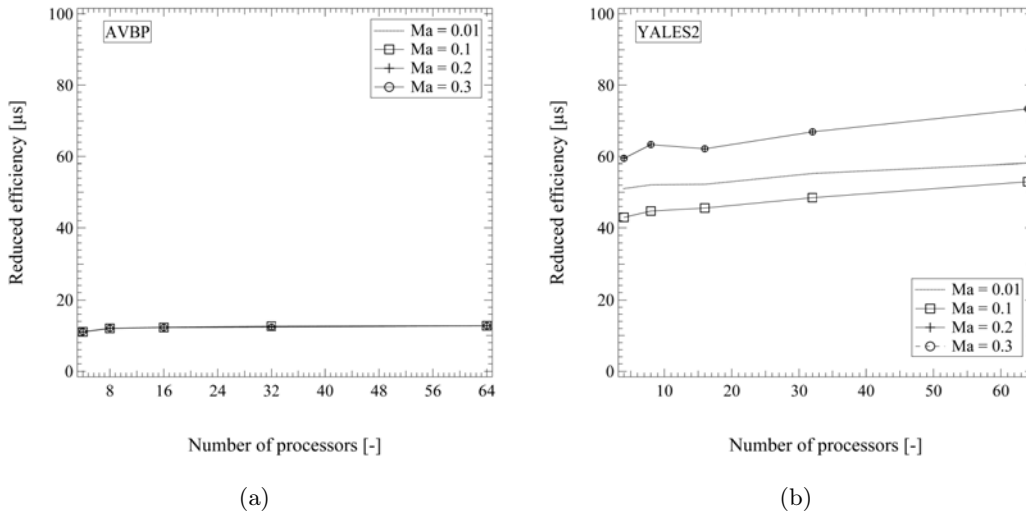 AVBP
Ma = 0.01
Ma = 0.1
Ma = 0.2
Ma = 0.3
Reduced efficiency [µs]
100
80
60
40
20
0
8 16 24 32 40 48 56 64
Number of processors [-]
(a)
YALES2
Reduced efficiency [µs]
100
80
60
40
20
0
Ma = 0.01
Ma = 0.1
Ma = 0.2
Ma = 0.3
10 20 30 40 50 60
Number of processors [-]
(b)